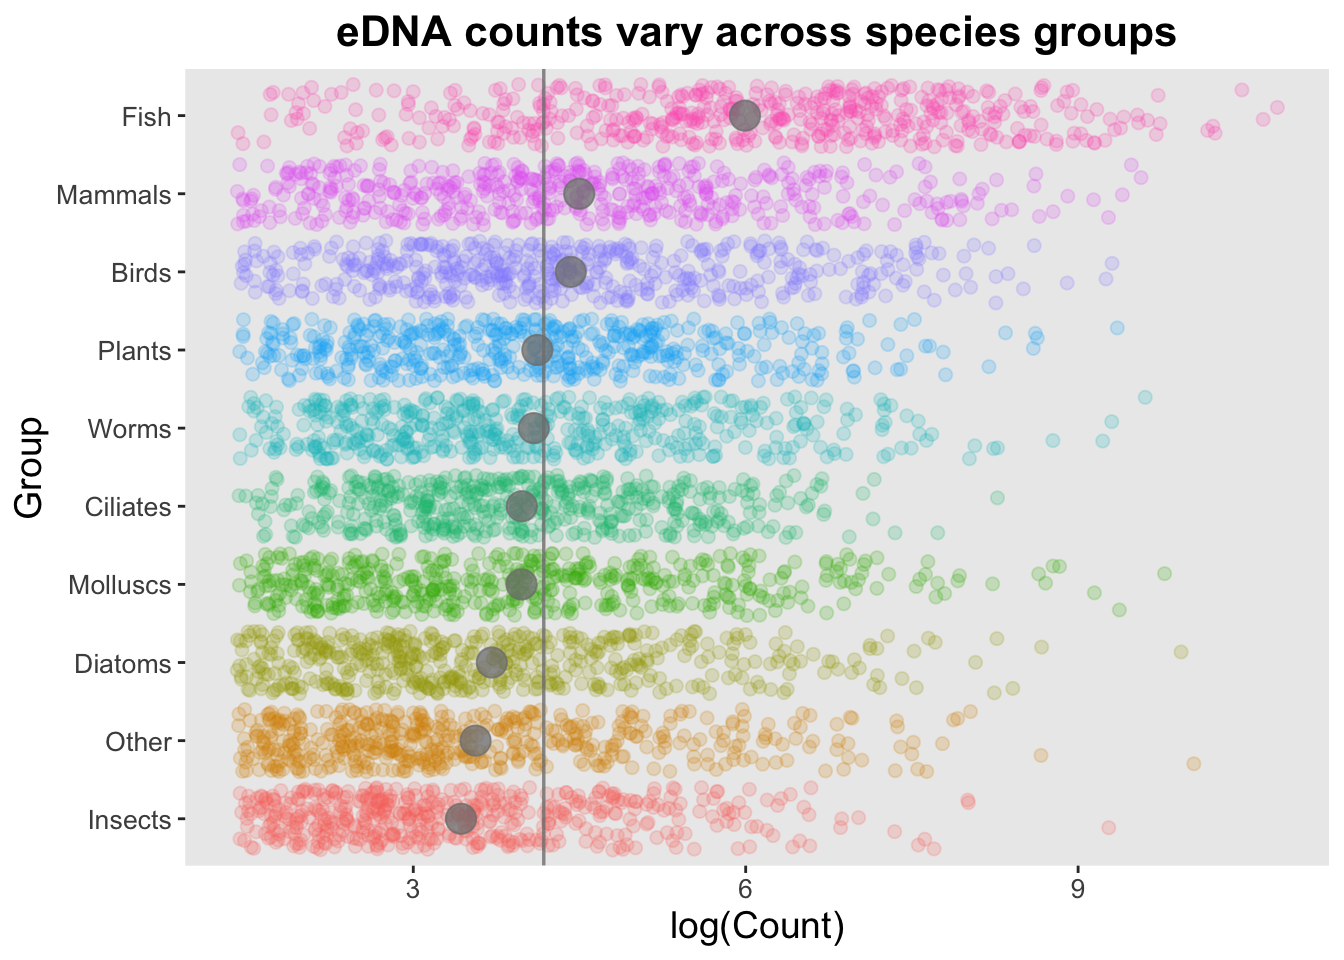 eDNA counts vary across species groups
Group
Fish
Mammals
Birds
Plants
Worms
Ciliates
Molluscs
Diatoms
Other
Insects
3 6 9
log(Count)